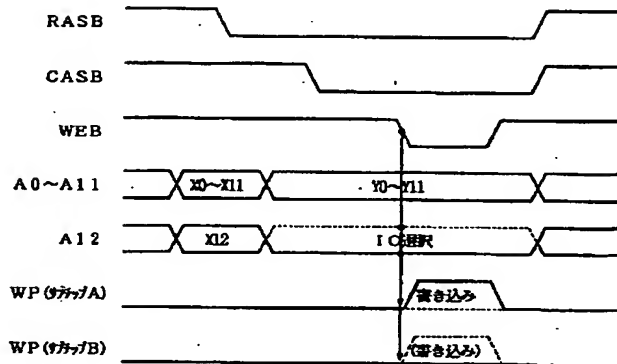 RASB
CASB
WEB
A0～A11 X0～X11 Y0～Y11
A12 X12 IC選択
WP(サブチップA) 書き込み
WP(サブチップB) (書き込み)